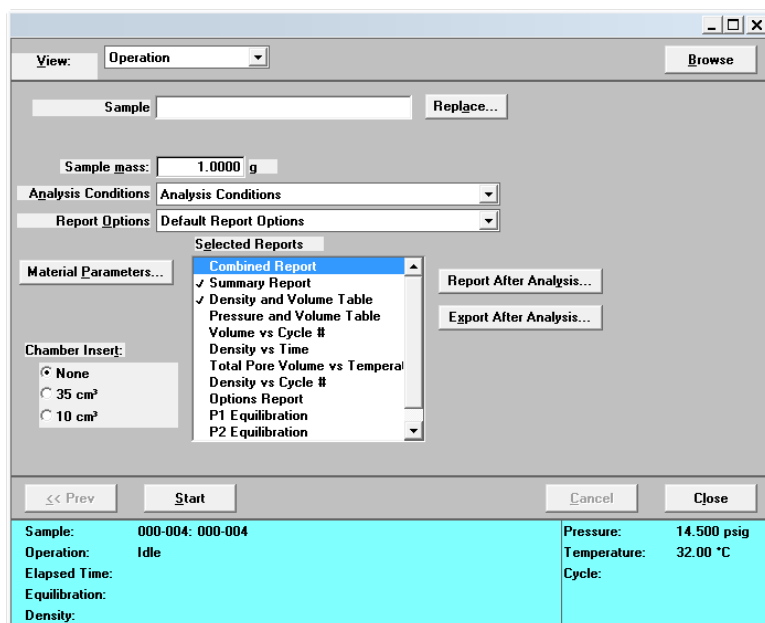 View: Operation Browse
Sample Replace...
Sample mass: 1.0000 g
Analysis Conditions Analysis Conditions
Report Options Default Report Options
Selected Reports
Material Parameters...
Combined Report
✓ Summary Report
✓ Density and Volume Table
Pressure and Volume Table
Volume vs Cycle #
Density vs Time
Total Pore Volume vs Temperat
Density vs Cycle #
Options Report
P1 Equilibration
P2 Equilibration
Report After Analysis...
Export After Analysis...
Chamber Insert:
None
35 cm³
10 cm³
<< Prev Start Cancel Close
Sample: 000-004: 000-004 Pressure: 14.500 psig
Operation: Idle Temperature: 32.00 °C
Elapsed Time: Cycle:
Equilibration:
Density: